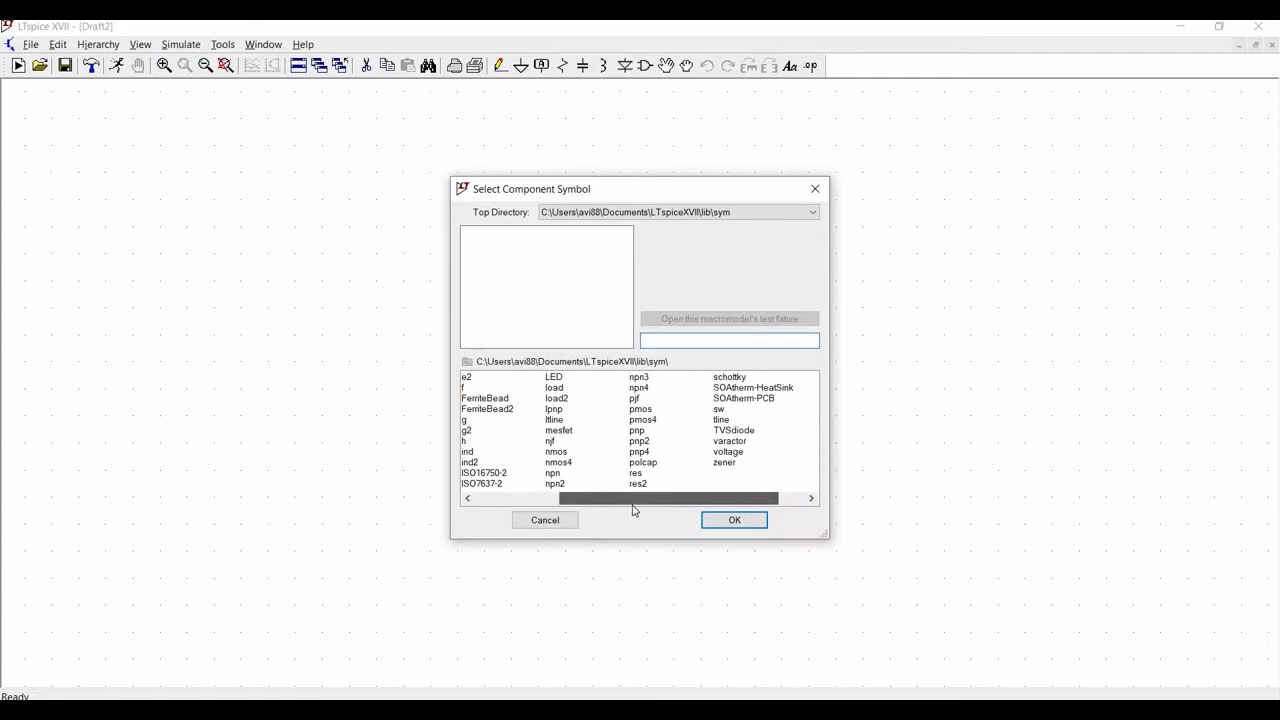 LTspice XVII - [Draft2]
File Edit Hierarchy View Simulate Tools Window Help
Aa .op
Select Component Symbol
Top Directory: C:\Users\avi88\Documents\LTspiceXVII\lib\sym
Open this macromodel's test fixture
C:\Users\avi88\Documents\LTspiceXVII\lib\sym\
e2 LED npn3 schottky
f load npn4 SOAtherm-HeatSink
FerriteBead load2 pjf SOAtherm-PCB
FerriteBead2 lpnp pmos sw
g ltline pmos4 tline
g2 mesfet pnp TVSdiode
h njf pnp2 varactor
ind nmos pnp4 voltage
ind2 nmos4 polcap zener
ISO16750-2 npn res
ISO7637-2 npn2 res2
Cancel OK
Ready